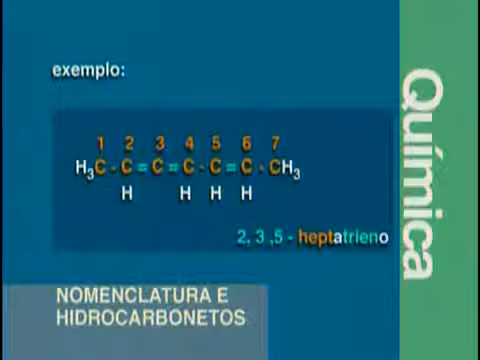 exemplo:
1 2 3 4 5 6 7
H₃C - C = C = C - C = C - CH₃
H H H H
2, 3 ,5 - heptatrieno
NOMENCLATURA E
HIDROCARBONETOS
Química